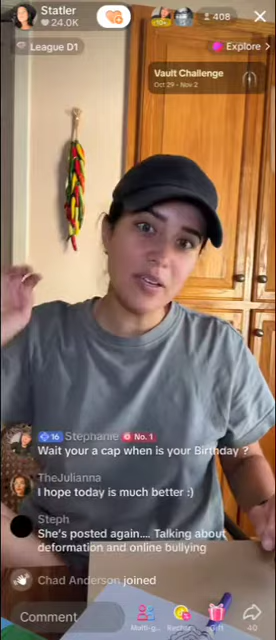 Statler
24.0K
408
League D1
Explore >
Vault Challenge
Oct 29 - Nov 2
16 Stephanie No. 1
Wait your a cap when is your Birthday ?
TheJulianna
I hope today is much better :)
Steph
She's posted again.... Talking about
deformation and online bullying
Chad Anderson joined
Comment
Gift
40